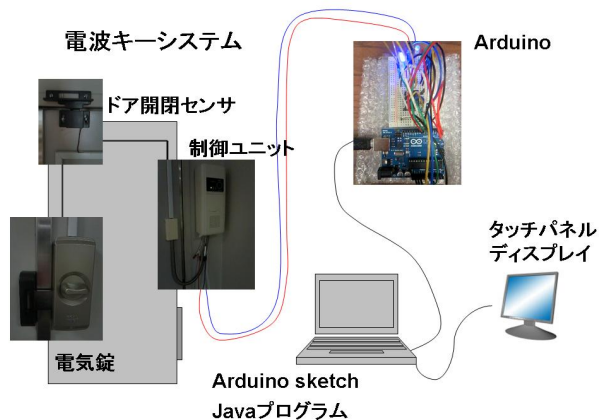 電波キーシステム
Arduino
ドア開閉センサ
制御ユニット
タッチパネル
ディスプレイ
電気錠
Arduino sketch
Javaプログラム